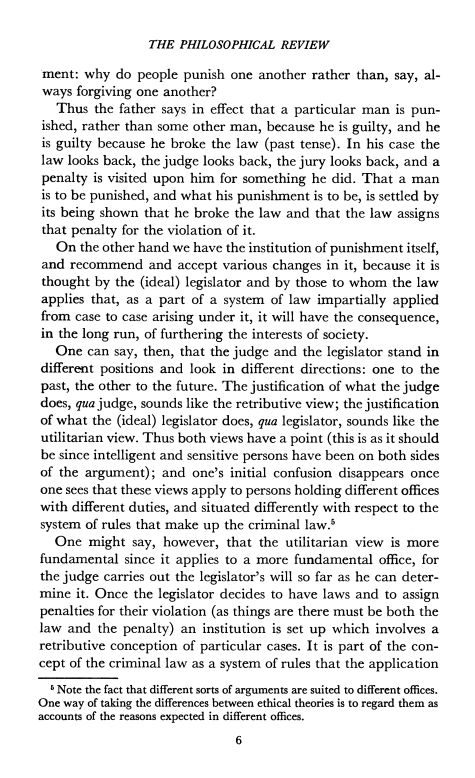 THE PHILOSOPHICAL REVIEW
ment: why do people punish one another rather than, say, al-
ways forgiving one another?
Thus the father says in effect that a particular man is pun-
ished, rather than some other man, because he is guilty, and he
is guilty because he broke the law (past tense). In his case the
law looks back, the judge looks back, the jury looks back, and a
penalty is visited upon him for something he did. That a man
is to be punished, and what his punishment is to be, is settled by
its being shown that he broke the law and that the law assigns
that penalty for the violation of it.
On the other hand we have the institution of punishment itself,
and recommend and accept various changes in it, because it is
thought by the (ideal) legislator and by those to whom the law
applies that, as a part of a system of law impartially applied
from case to case arising under it, it will have the consequence,
in the long run, of furthering the interests of society.
One can say, then, that the judge and the legislator stand in
different positions and look in different directions: one to the
past, the other to the future. The justification of what the judge
does, qua judge, sounds like the retributive view; the justification
of what the (ideal) legislator does, qua legislator, sounds like the
utilitarian view. Thus both views have a point (this is as it should
be since intelligent and sensitive persons have been on both sides
of the argument); and one's initial confusion disappears once
one sees that these views apply to persons holding different offices
with different duties, and situated differently with respect to the
system of rules that make up the criminal law.⁵
One might say, however, that the utilitarian view is more
fundamental since it applies to a more fundamental office, for
the judge carries out the legislator's will so far as he can deter-
mine it. Once the legislator decides to have laws and to assign
penalties for their violation (as things are there must be both the
law and the penalty) an institution is set up which involves a
retributive conception of particular cases. It is part of the con-
cept of the criminal law as a system of rules that the application
⁵ Note the fact that different sorts of arguments are suited to different offices.
One way of taking the differences between ethical theories is to regard them as
accounts of the reasons expected in different offices.
6